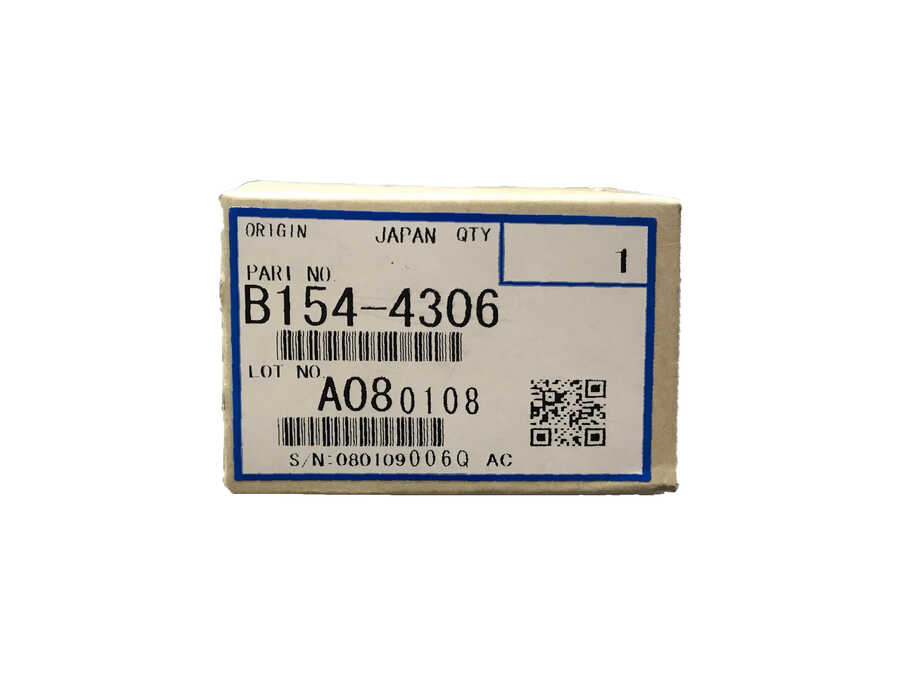 ORIGIN JAPAN QTY 1
PART NO.
B154-4306
LOT NO.
A080108
S/N:080109006Q AC